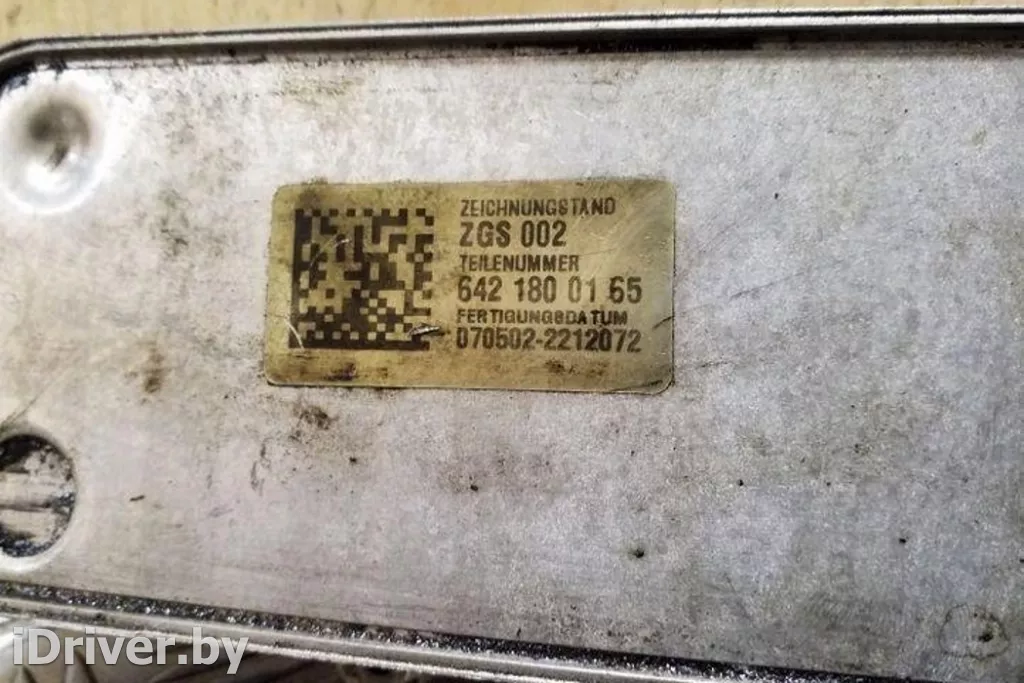 ZEICHNUNGSTAND
ZGS 002
TEILENUMMER
642 180 01 65
FERTIGUNGSDATUM
070502-2212072
iDriver.by